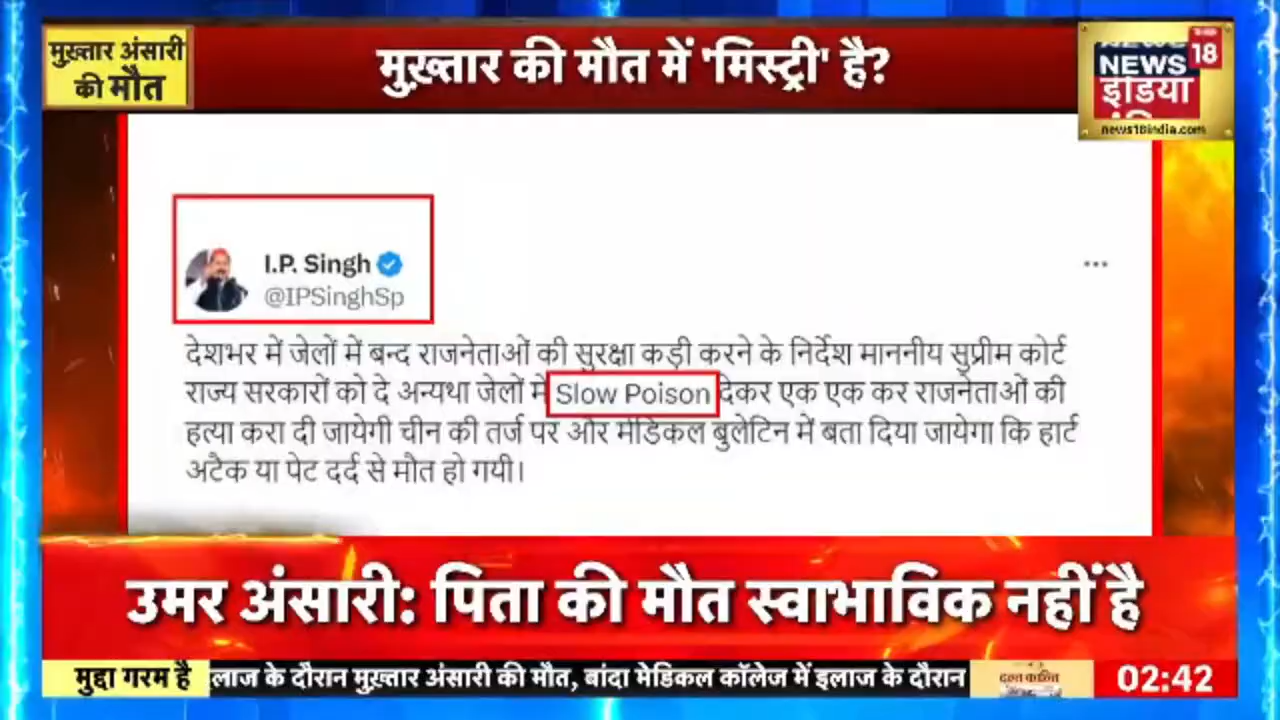 मुख़्तार अंसारी
की मौत
मुख़्तार की मौत में 'मिस्ट्री' है?
18
NEWS
इंडिया
news18india.com
I.P. Singh
@IPSinghSp
देशभर में जेलों में बन्द राजनेताओं की सुरक्षा कड़ी करने के निर्देश माननीय सुप्रीम कोर्ट
राज्य सरकारों को दे अन्यथा जेलों में Slow Poison देकर एक एक कर राजनेताओं की
हत्या करा दी जायेगी चीन की तर्ज पर और मेडिकल बुलेटिन में बता दिया जायेगा कि हार्ट
अटैक या पेट दर्द से मौत हो गयी।
उमर अंसारी: पिता की मौत स्वाभाविक नहीं है
मुद्दा गरम है लाज के दौरान मुख़्तार अंसारी की मौत, बांदा मेडिकल कॉलेज में इलाज के दौरान 02:42